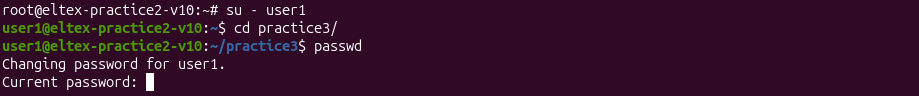 root@eltex-practice2-v10:~# su - user1
user1@eltex-practice2-v10:~$ cd practice3/
user1@eltex-practice2-v10:~/practice3$ passwd
Changing password for user1.
Current password: